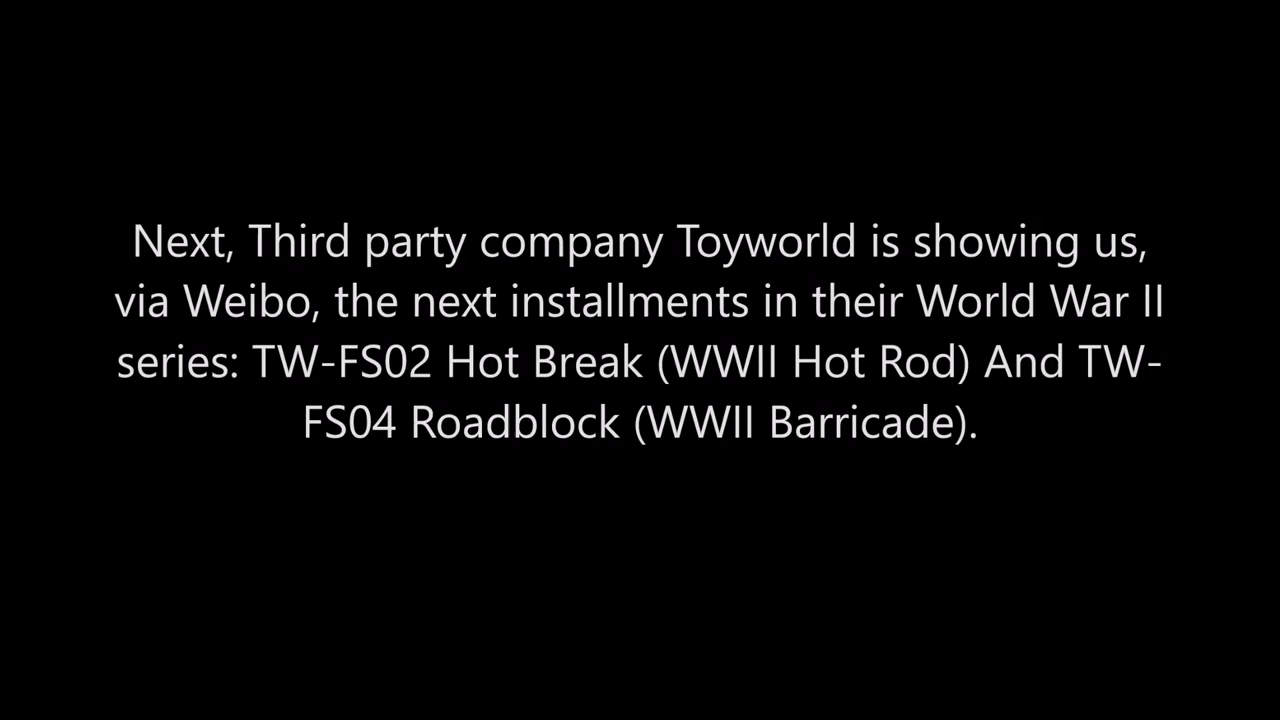 Next, Third party company Toyworld is showing us,
via Weibo, the next installments in their World War II
series: TW-FS02 Hot Break (WWII Hot Rod) And TW-
FS04 Roadblock (WWII Barricade).